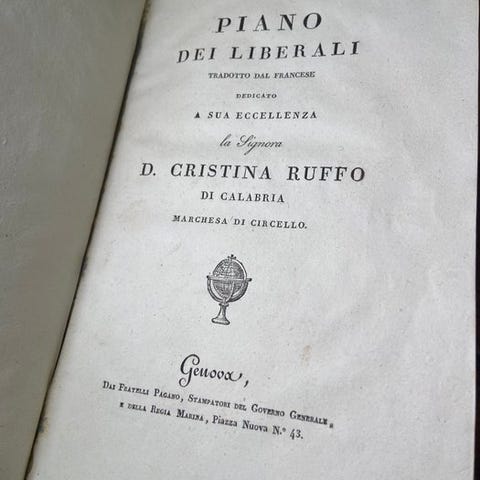 PIANO
DEI LIBERALI
TRADOTTO DAL FRANCESE
DEDICATO
A SUA ECCELLENZA
la Signora
D. CRISTINA RUFFO
DI CALABRIA
MARCHESA DI CIRCELLO.
Genova,
DAI FRATELLI PAGANO, STAMPATORI DEL GOVERNO GENERALE,
E DELLA REGIA MARINA, Piazza Nuova N.° 43.